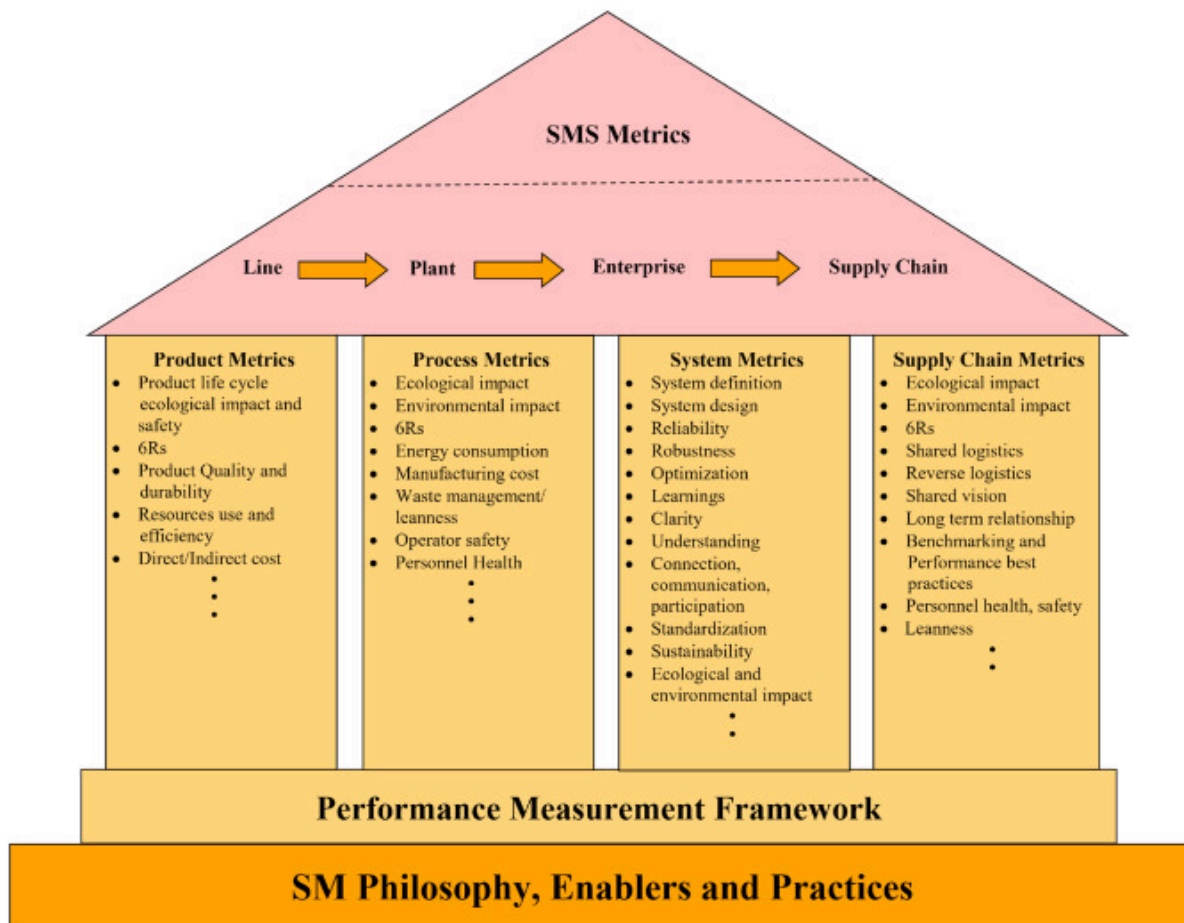 SMS Metrics
Line Plant Enterprise Supply Chain
Product Metrics
• Product life cycle
ecological impact and
safety
• 6Rs
• Product Quality and
durability
• Resources use and
efficiency
• Direct/Indirect cost
Process Metrics
• Ecological impact
• Environmental impact
• 6Rs
• Energy consumption
• Manufacturing cost
• Waste management/
leanness
• Operator safety
• Personnel Health
System Metrics
• System definition
• System design
• Reliability
• Robustness
• Optimization
• Learnings
• Clarity
• Understanding
• Connection,
communication,
participation
• Standardization
• Sustainability
• Ecological and
environmental impact
Supply Chain Metrics
• Ecological impact
• Environmental impact
• 6Rs
• Shared logistics
• Reverse logistics
• Shared vision
• Long term relationship
• Benchmarking and
Performance best
practices
• Personnel health, safety
• Leanness
Performance Measurement Framework
SM Philosophy, Enablers and Practices